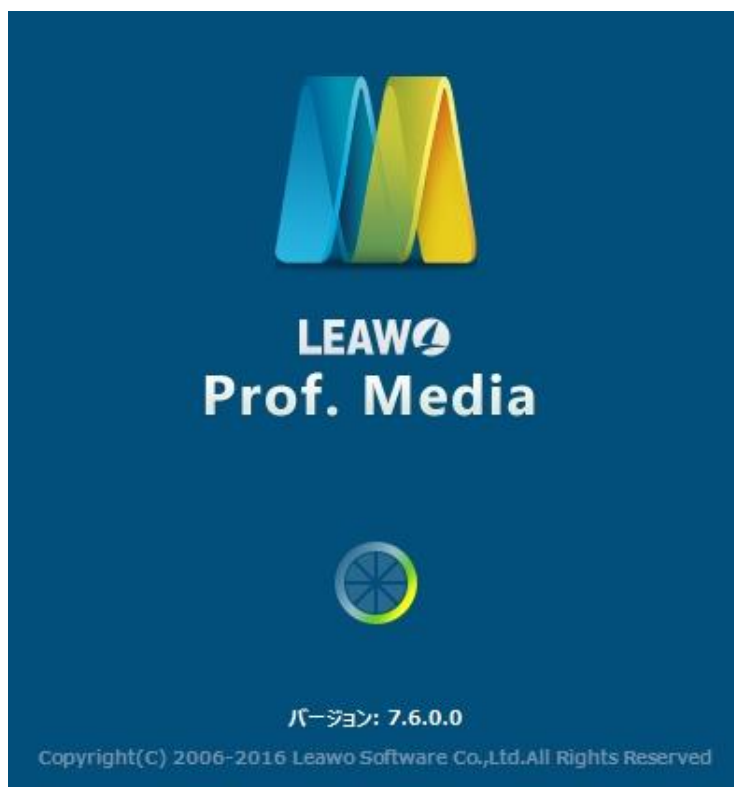 LEAWO
Prof. Media
バージョン: 7.6.0.0
Copyright(C) 2006-2016 Leawo Software Co.,Ltd.All Rights Reserved